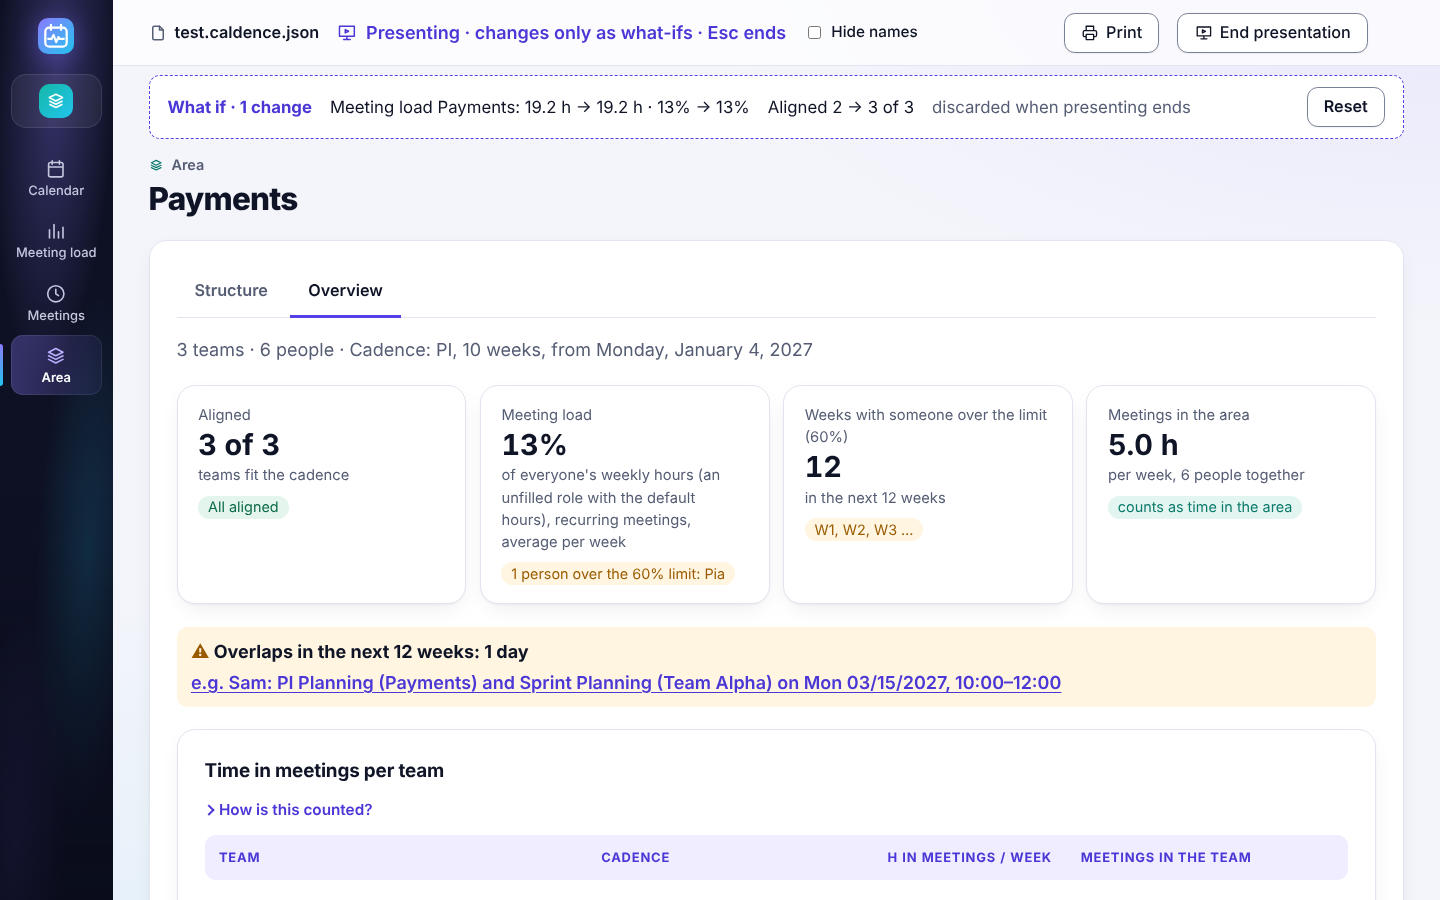 test.caldence.json
Presenting · changes only as what-ifs · Esc ends
Hide names
Print
End presentation
What if · 1 change
Meeting load Payments: 19.2 h → 19.2 h · 13% → 13%
Aligned 2 → 3 of 3
discarded when presenting ends
Reset
Calendar
Meeting load
Meetings
Area
Area
Payments
Structure
Overview
3 teams · 6 people · Cadence: PI, 10 weeks, from Monday, January 4, 2027
Aligned
3 of 3
teams fit the cadence
All aligned
Meeting load
13%
of everyone's weekly hours (an
unfilled role with the default
hours), recurring meetings,
average per week
1 person over the 60% limit: Pia
Weeks with someone over the limit
(60%)
12
in the next 12 weeks
W1, W2, W3 ...
Meetings in the area
5.0 h
per week, 6 people together
counts as time in the area
Overlaps in the next 12 weeks: 1 day
e.g. Sam: PI Planning (Payments) and Sprint Planning (Team Alpha) on Mon 03/15/2027, 10:00–12:00
Time in meetings per team
How is this counted?
TEAM
CADENCE
H IN MEETINGS / WEEK
MEETINGS IN THE TEAM